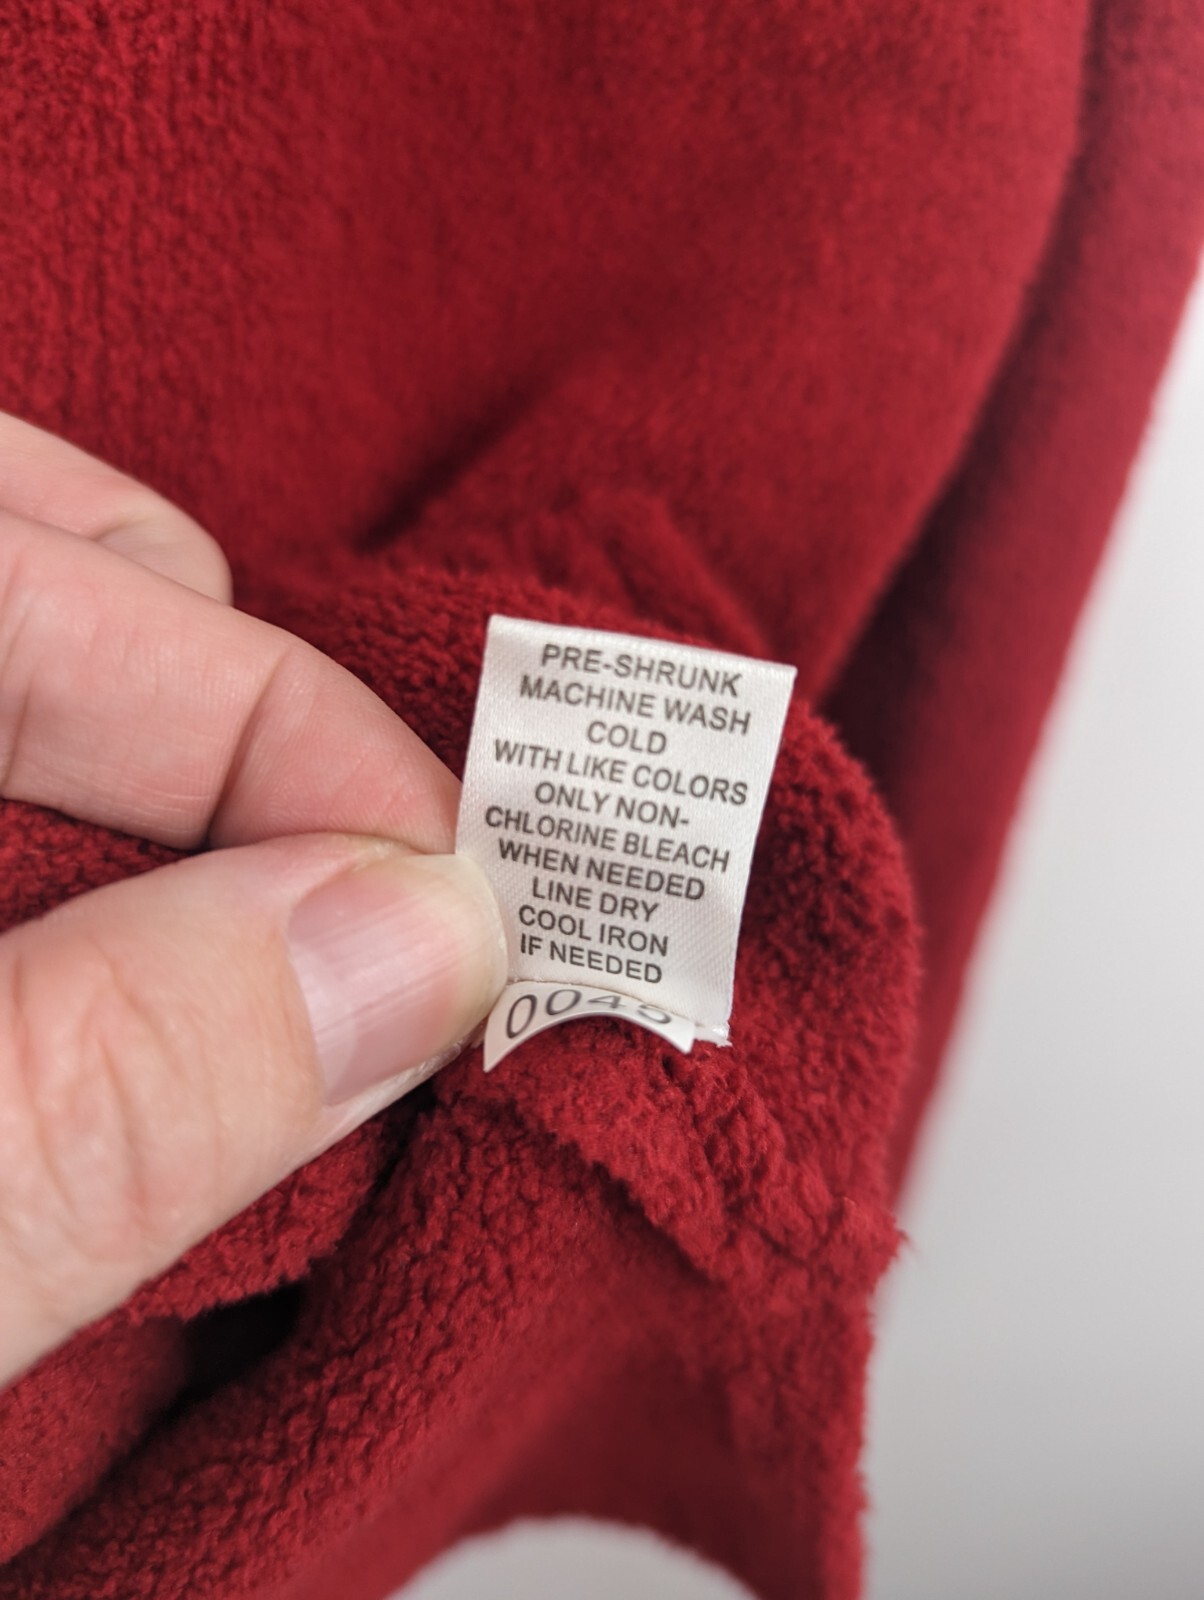 PRE-SHRUNK
MACHINE WASH
COLD
WITH LIKE COLORS
ONLY NON-
CHLORINE BLEACH
WHEN NEEDED
LINE DRY
COOL IRON
IF NEEDED
0045